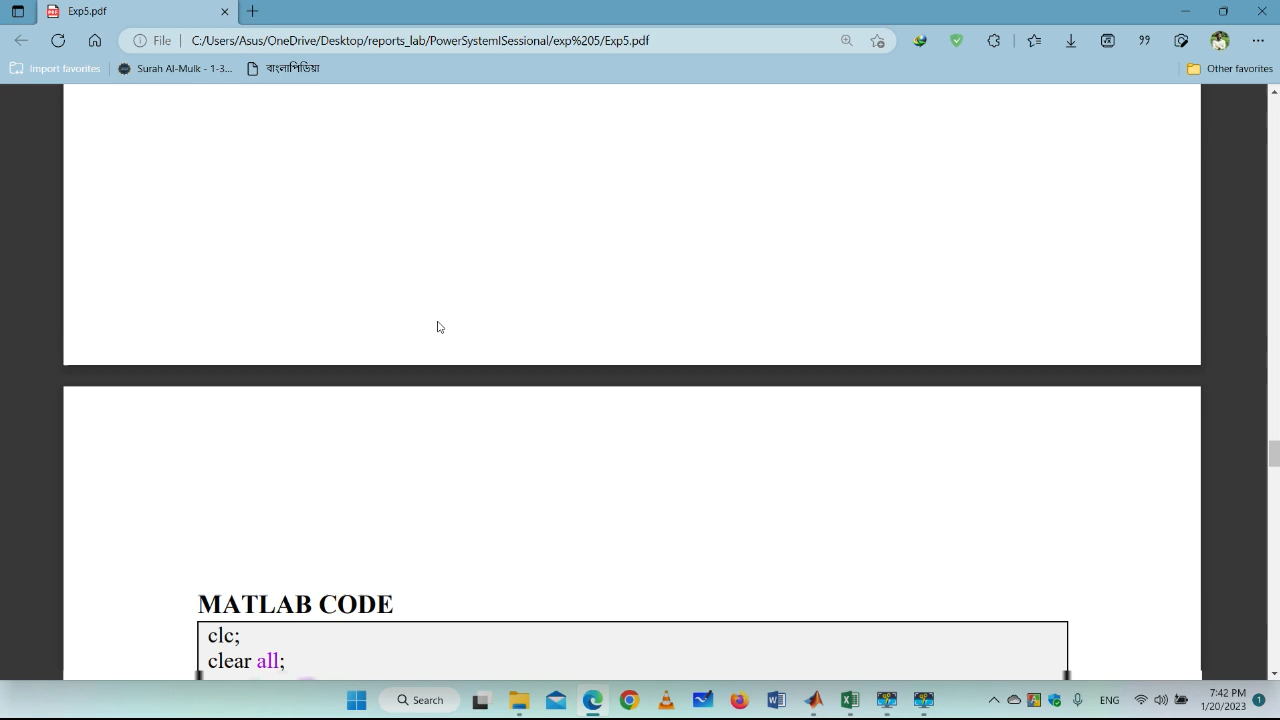 Exp5.pdf
File
C:/Users/Asus/OneDrive/Desktop/reports_lab/PowerSystemISessional/exp%205/Exp5.pdf
Import favorites
Surah Al-Mulk - 1-3...
বাংলাপিডিয়া
Other favorites
MATLAB CODE
clc;
clear all;
Search
ENG
7:42 PM
1/20/2023
1